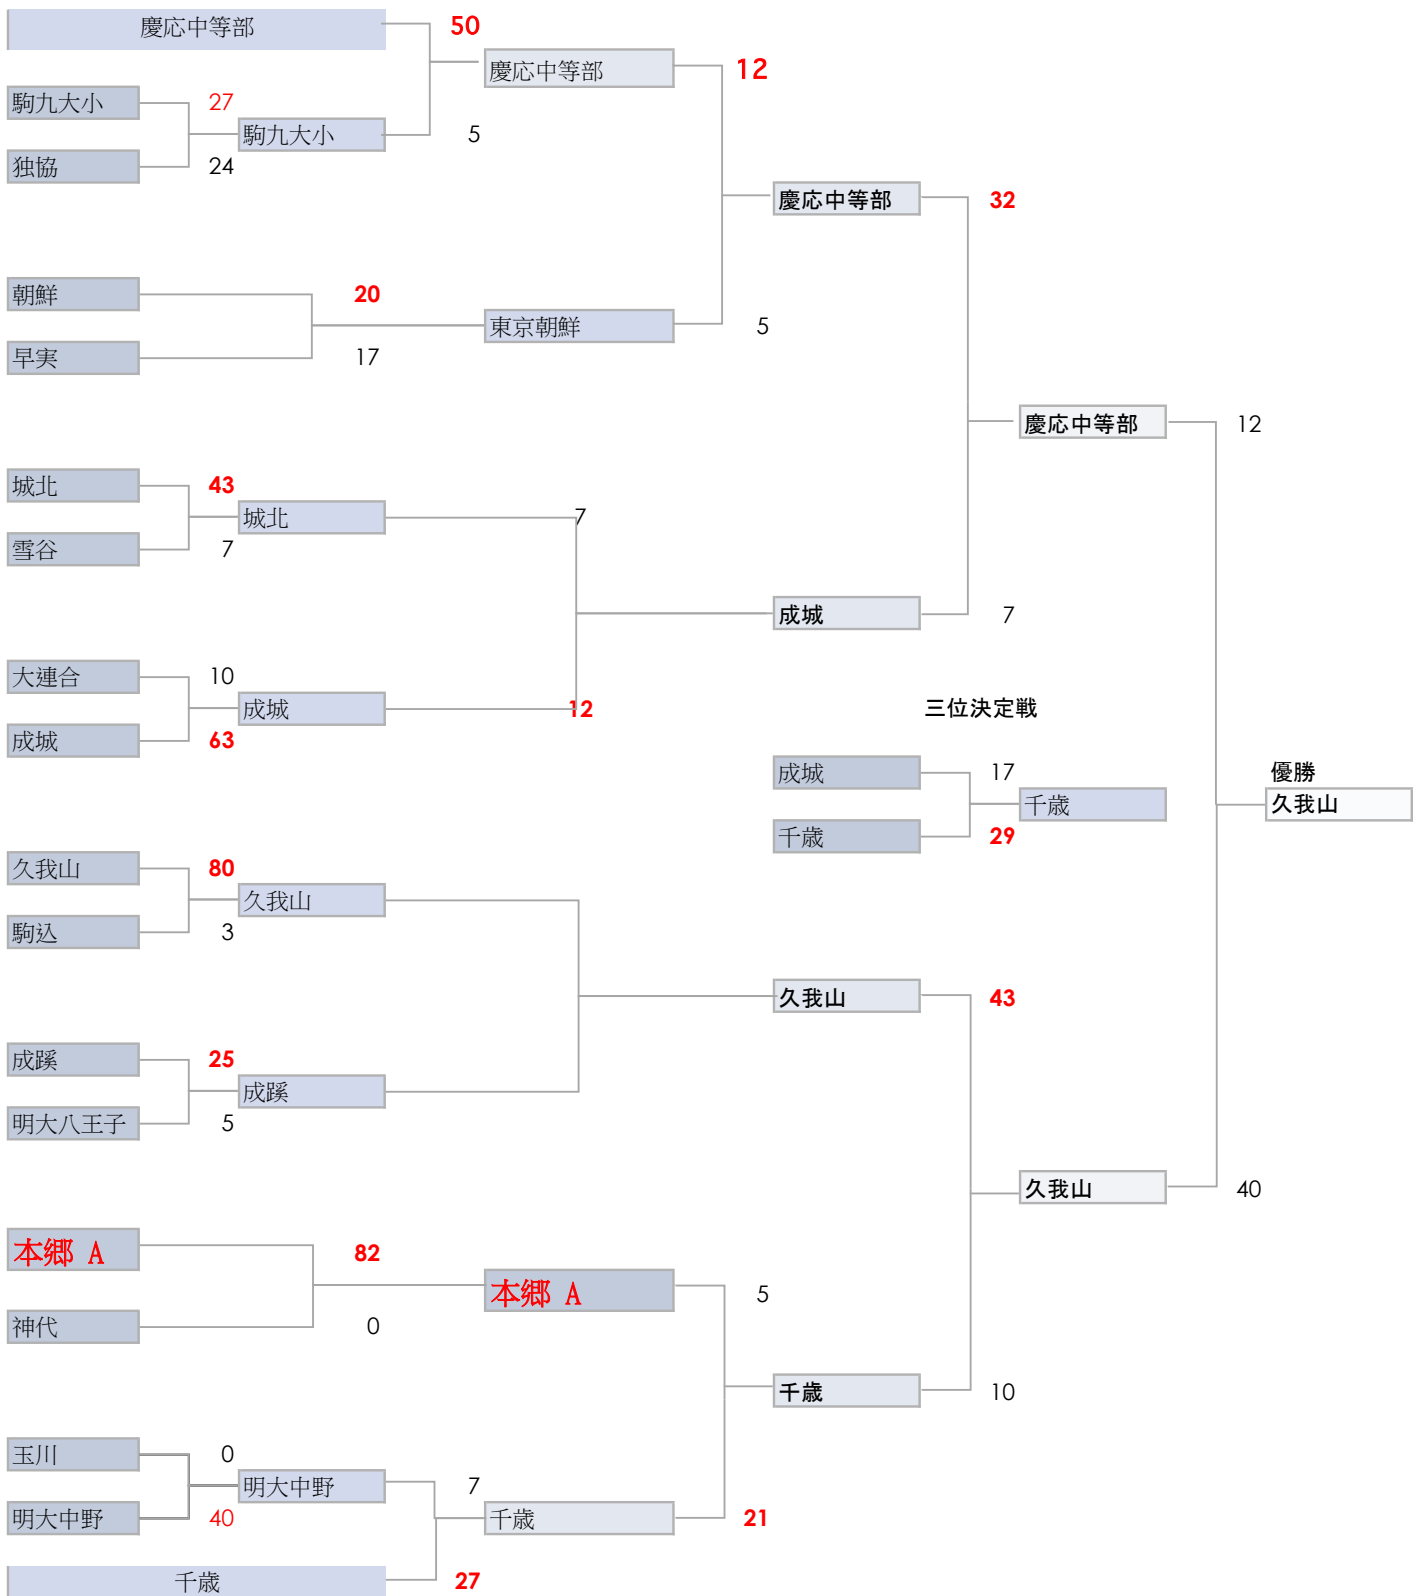 慶応中等部 50
慶応中等部 12
駒九大小 27
駒九大小 5
独協 24
慶応中等部 32
朝鮮 20
東京朝鮮 5
早実 17
慶応中等部 12
城北 43
城北 7
雪谷 7
成城 7
大連合 10
成城 12
成城 63
三位決定戦
成城 17
千歳
千歳 29
優勝
久我山
久我山 80
久我山
駒込 3
久我山 43
成蹊 25
成蹊
明大八王子 5
久我山 40
本郷 A 82
本郷 A 5
神代 0
千歳 10
玉川 0
明大中野 7
明大中野 40
千歳 21
千歳 27